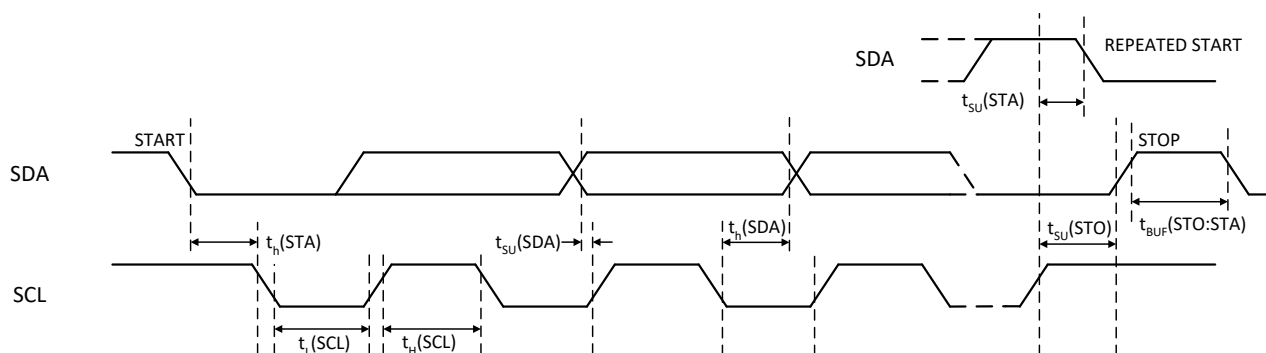 SDA
REPEATED START
tSU(STA)
START
STOP
SDA
th(STA)
tSU(SDA)
th(SDA)
tSU(STO)
tBUF(STO:STA)
SCL
tL(SCL)
tH(SCL)